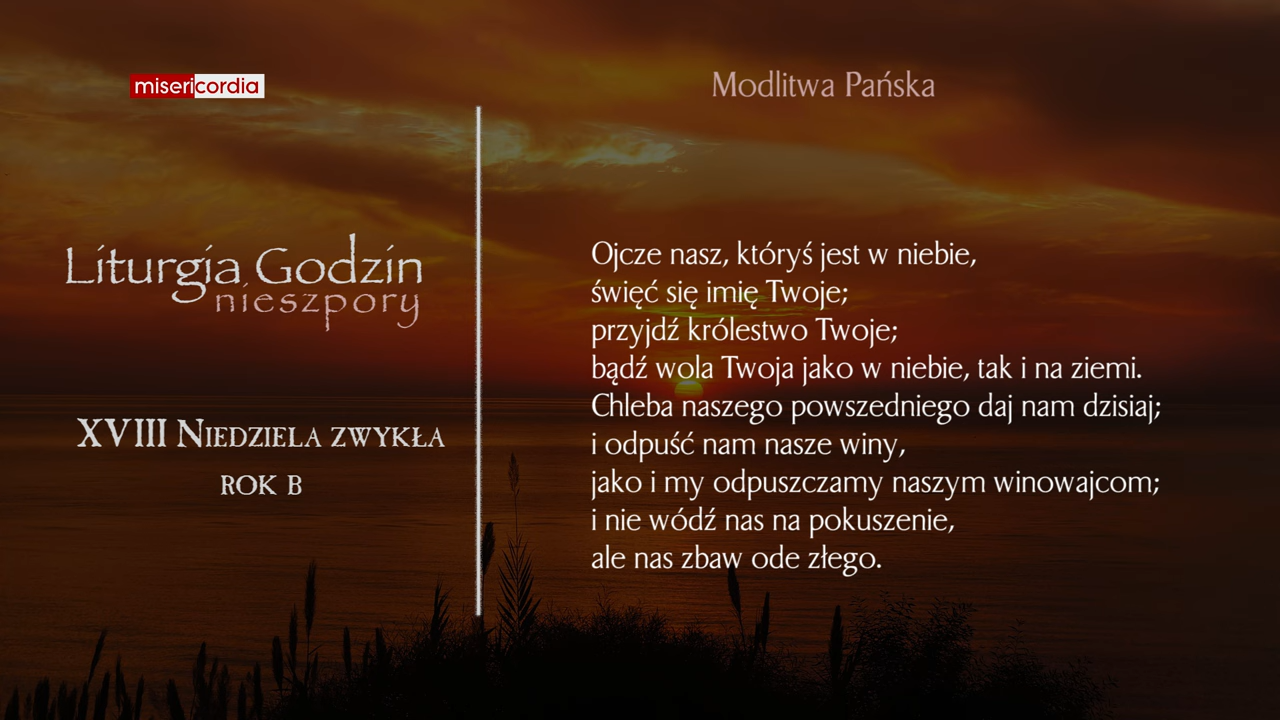 misericordia
Liturgia Godzin
nieszpory
XVIII Niedziela zwykła
rok B
Modlitwa Pańska
Ojcze nasz, któryś jest w niebie,
święć się imię Twoje;
przyjdź królestwo Twoje;
bądź wola Twoja jako w niebie, tak i na ziemi.
Chleba naszego powszedniego daj nam dzisiaj;
i odpuść nam nasze winy,
jako i my odpuszczamy naszym winowajcom;
i nie wódź nas na pokuszenie,
ale nas zbaw ode złego.